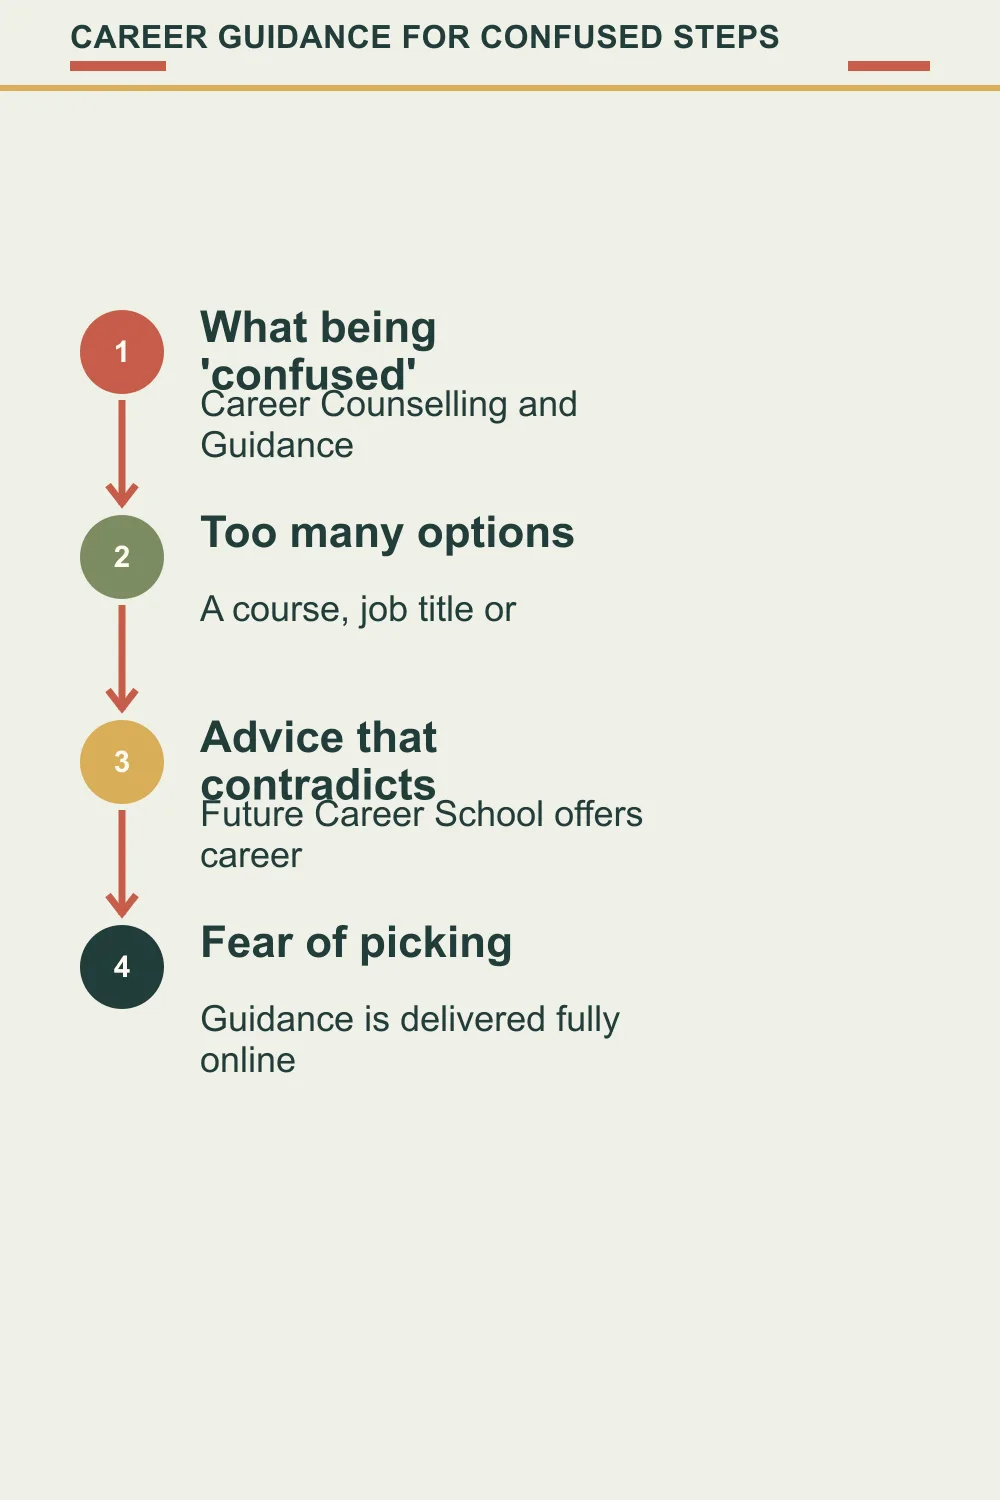 CAREER GUIDANCE FOR CONFUSED STEPS
1
What being
'confused'
Career Counselling and
Guidance
2
Too many options
A course, job title or
3
Advice that
contradicts
Future Career School offers
career
4
Fear of picking
Guidance is delivered fully
online